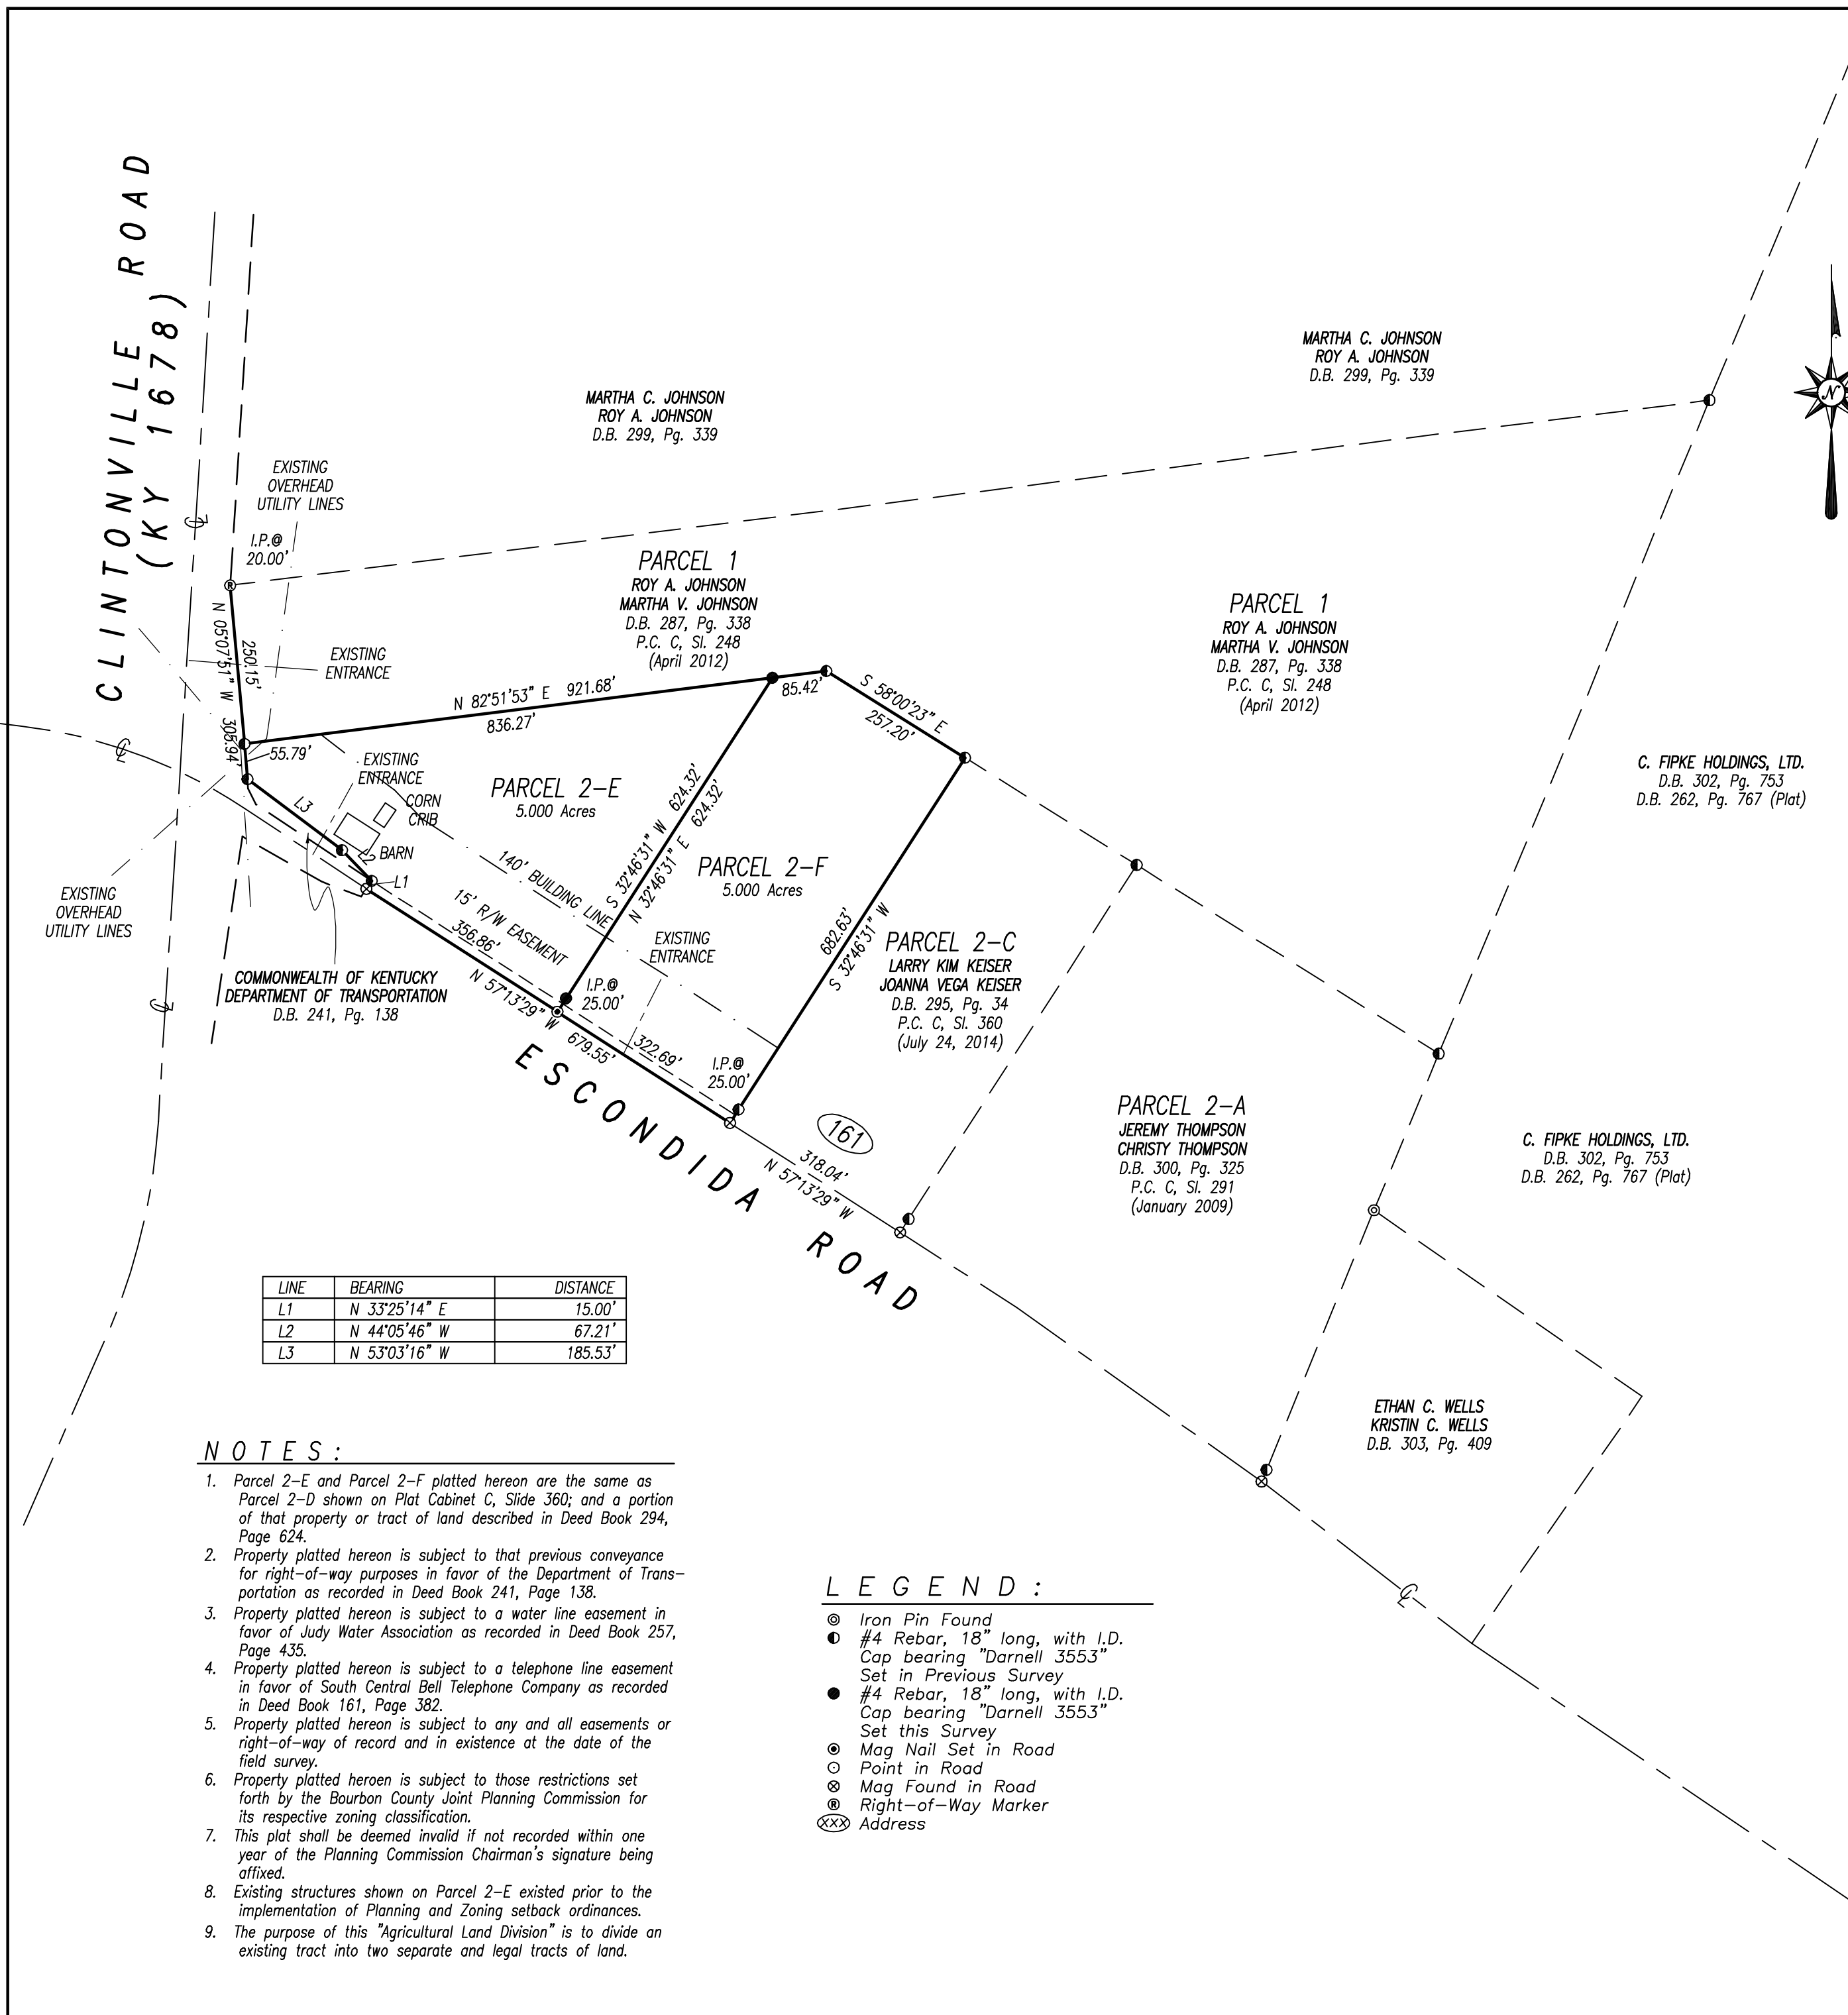 CLINTONVILLE ROAD
(KY 1678)
MARTHA C. JOHNSON
ROY A. JOHNSON
D.B. 299, Pg. 339
MARTHA C. JOHNSON
ROY A. JOHNSON
D.B. 299, Pg. 339
N
EXISTING
OVERHEAD
UTILITY LINES
I.P.@
20.00'
PARCEL 1
ROY A. JOHNSON
MARTHA V. JOHNSON
D.B. 287, Pg. 338
P.C. C, Sl. 248
(April 2012)
PARCEL 1
ROY A. JOHNSON
MARTHA V. JOHNSON
D.B. 287, Pg. 338
P.C. C, Sl. 248
(April 2012)
N 05°07'51" W 305.94'
250.15'
EXISTING
ENTRANCE
N 82°51'53" E 921.68'
836.27'
85.42'
S 58°00'23" E
257.20'
55.79'
EXISTING
ENTRANCE
CORN
CRIB
L3
L2
BARN
L1
PARCEL 2-E
5.000 Acres
S 32°46'31" W 624.32'
N 32°46'31" E 624.32'
PARCEL 2-F
5.000 Acres
140' BUILDING LINE
15' R/W EASEMENT
356.86'
N 57°13'29" W 679.55'
I.P.@
25.00'
EXISTING
ENTRANCE
322.69'
I.P.@
25.00'
682.63'
S 32°46'31" W
C. FIPKE HOLDINGS, LTD.
D.B. 302, Pg. 753
D.B. 262, Pg. 767 (Plat)
EXISTING
OVERHEAD
UTILITY LINES
COMMONWEALTH OF KENTUCKY
DEPARTMENT OF TRANSPORTATION
D.B. 241, Pg. 138
PARCEL 2-C
LARRY KIM KEISER
JOANNA VEGA KEISER
D.B. 295, Pg. 34
P.C. C, Sl. 360
(July 24, 2014)
161
318.04'
N 57°13'29" W
ESCONDIDA ROAD
PARCEL 2-A
JEREMY THOMPSON
CHRISTY THOMPSON
D.B. 300, Pg. 325
P.C. C, Sl. 291
(January 2009)
C. FIPKE HOLDINGS, LTD.
D.B. 302, Pg. 753
D.B. 262, Pg. 767 (Plat)
ETHAN C. WELLS
KRISTIN C. WELLS
D.B. 303, Pg. 409
LINE BEARING DISTANCE
L1 N 33°25'14" E 15.00'
L2 N 44°05'46" W 67.21'
L3 N 53°03'16" W 185.53'
NOTES:
1. Parcel 2-E and Parcel 2-F platted hereon are the same as
Parcel 2-D shown on Plat Cabinet C, Slide 360; and a portion
of that property or tract of land described in Deed Book 294,
Page 624.
2. Property platted hereon is subject to that previous conveyance
for right-of-way purposes in favor of the Department of Trans-
portation as recorded in Deed Book 241, Page 138.
3. Property platted hereon is subject to a water line easement in
favor of Judy Water Association as recorded in Deed Book 257,
Page 435.
4. Property platted hereon is subject to a telephone line easement
in favor of South Central Bell Telephone Company as recorded
in Deed Book 161, Page 382.
5. Property platted hereon is subject to any and all easements or
right-of-way of record and in existence at the date of the
field survey.
6. Property platted heroen is subject to those restrictions set
forth by the Bourbon County Joint Planning Commission for
its respective zoning classification.
7. This plat shall be deemed invalid if not recorded within one
year of the Planning Commission Chairman's signature being
affixed.
8. Existing structures shown on Parcel 2-E existed prior to the
implementation of Planning and Zoning setback ordinances.
9. The purpose of this "Agricultural Land Division" is to divide an
existing tract into two separate and legal tracts of land.
LEGEND:
Iron Pin Found
#4 Rebar, 18" long, with I.D.
Cap bearing "Darnell 3553"
Set in Previous Survey
#4 Rebar, 18" long, with I.D.
Cap bearing "Darnell 3553"
Set this Survey
Mag Nail Set in Road
Point in Road
Mag Found in Road
R Right-of-Way Marker
XXX Address